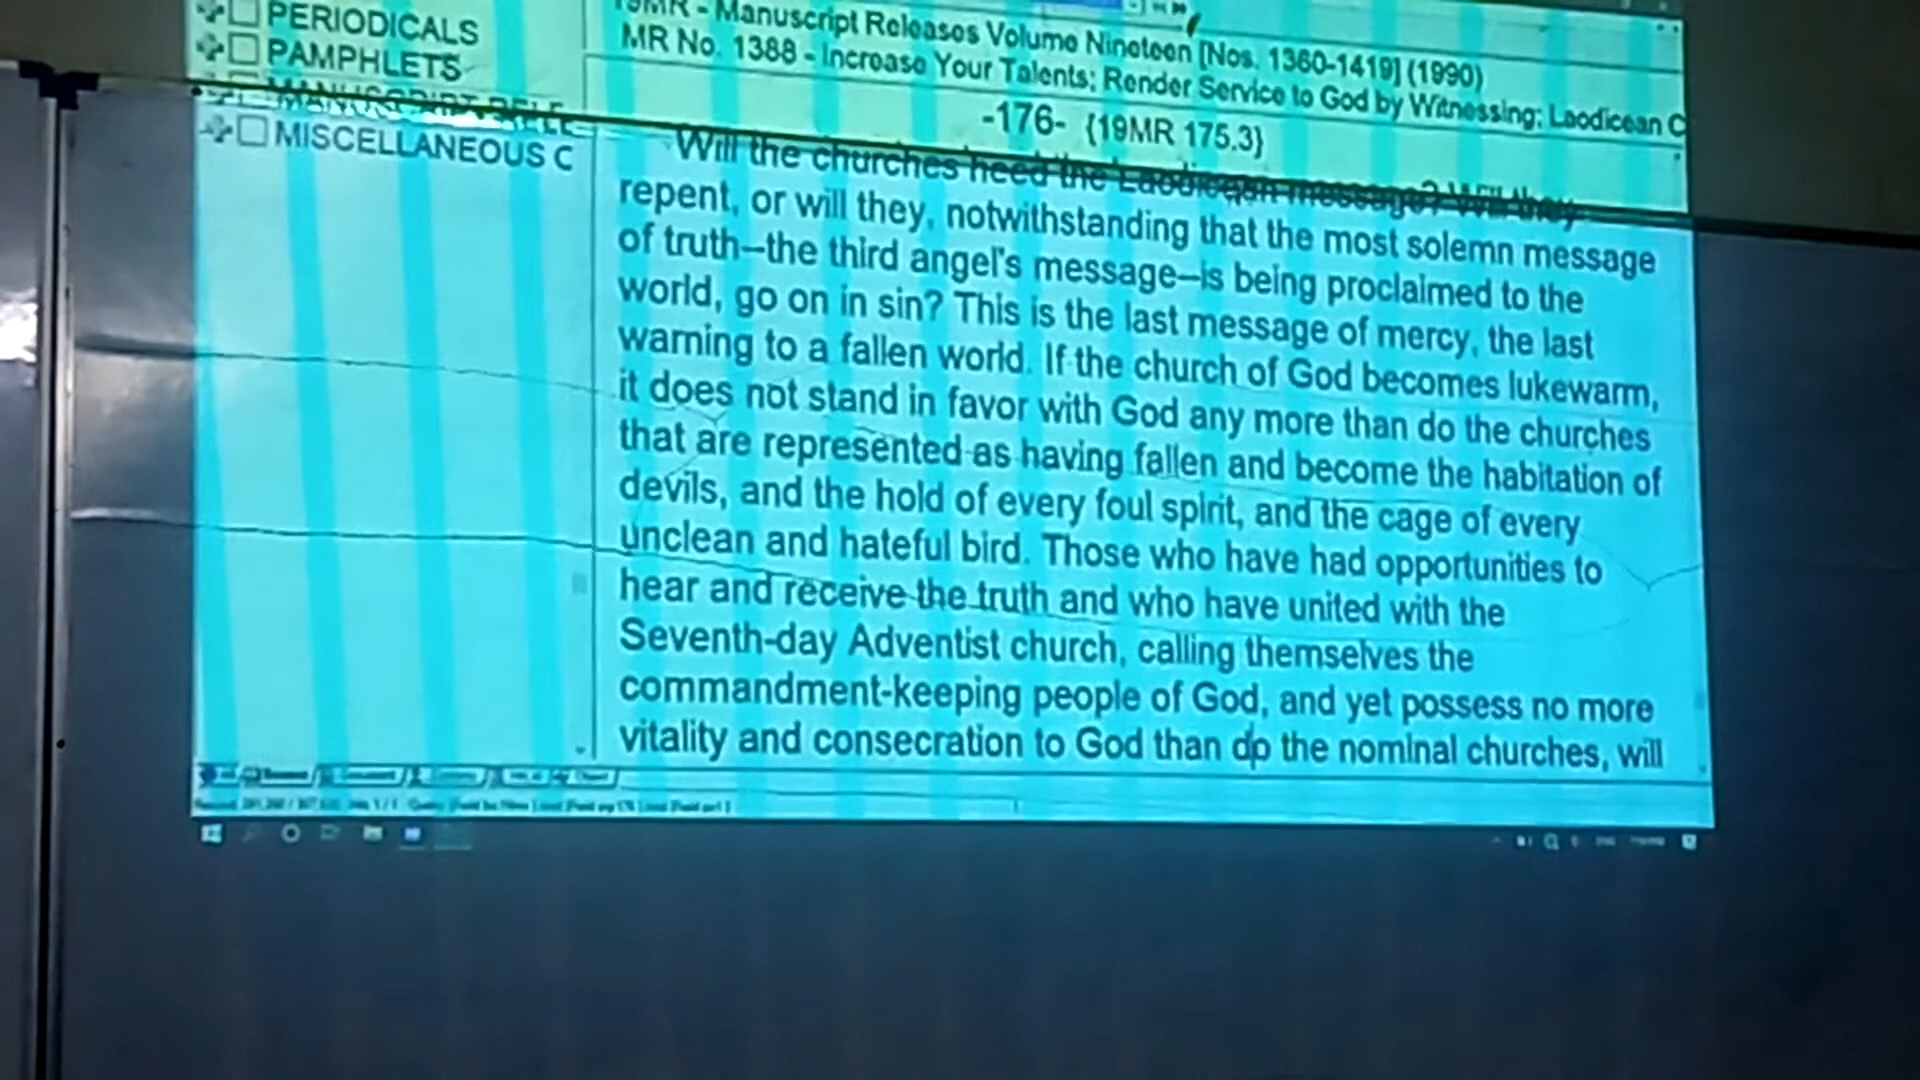 PERIODICALS
PAMPHLETS
MISCELLANEOUS C
- Manuscript Releases Volume Nineteen [Nos. 1360-1419] (1990)
MR No. 1388 - Increase Your Talents; Render Service to God by Witnessing; Laodicean C
-176- {19MR 175.3}
Will the churches heed the Laodicean message? Will they
repent, or will they, notwithstanding that the most solemn message
of truth—the third angel's message—is being proclaimed to the
world, go on in sin? This is the last message of mercy, the last
warning to a fallen world. If the church of God becomes lukewarm,
it does not stand in favor with God any more than do the churches
that are represented as having fallen and become the habitation of
devils, and the hold of every foul spirit, and the cage of every
unclean and hateful bird. Those who have had opportunities to
hear and receive the truth and who have united with the
Seventh-day Adventist church, calling themselves the
commandment-keeping people of God, and yet possess no more
vitality and consecration to God than do the nominal churches, will